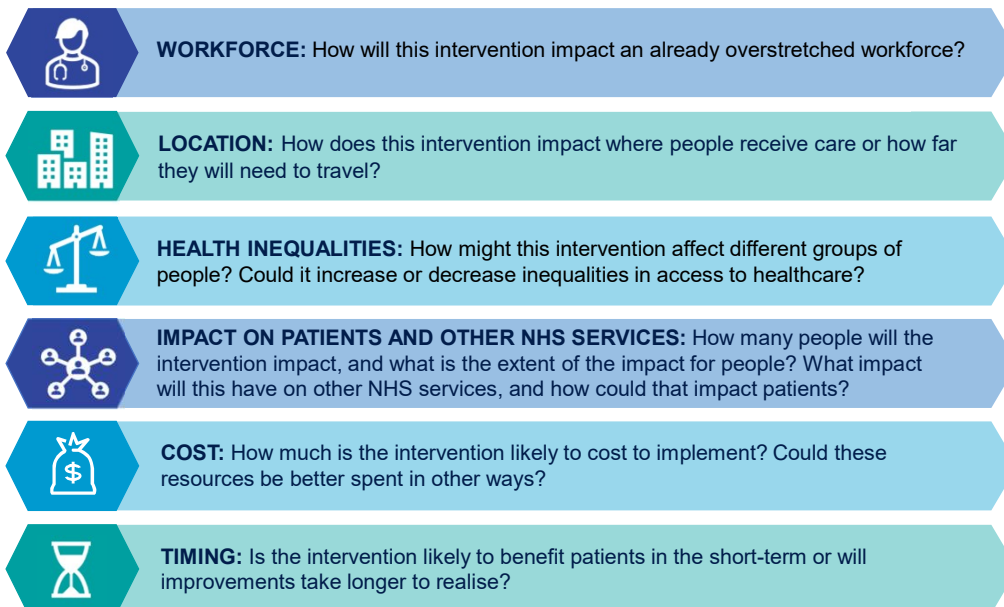 WORKFORCE: How will this intervention impact an already overstretched workforce?
LOCATION: How does this intervention impact where people receive care or how far
they will need to travel?
HEALTH INEQUALITIES: How might this intervention affect different groups of
people? Could it increase or decrease inequalities in access to healthcare?
IMPACT ON PATIENTS AND OTHER NHS SERVICES: How many people will the
intervention impact, and what is the extent of the impact for people? What impact
will this have on other NHS services, and how could that impact patients?
$
COST: How much is the intervention likely to cost to implement? Could these
resources be better spent in other ways?
TIMING: Is the intervention likely to benefit patients in the short-term or will
improvements take longer to realise?